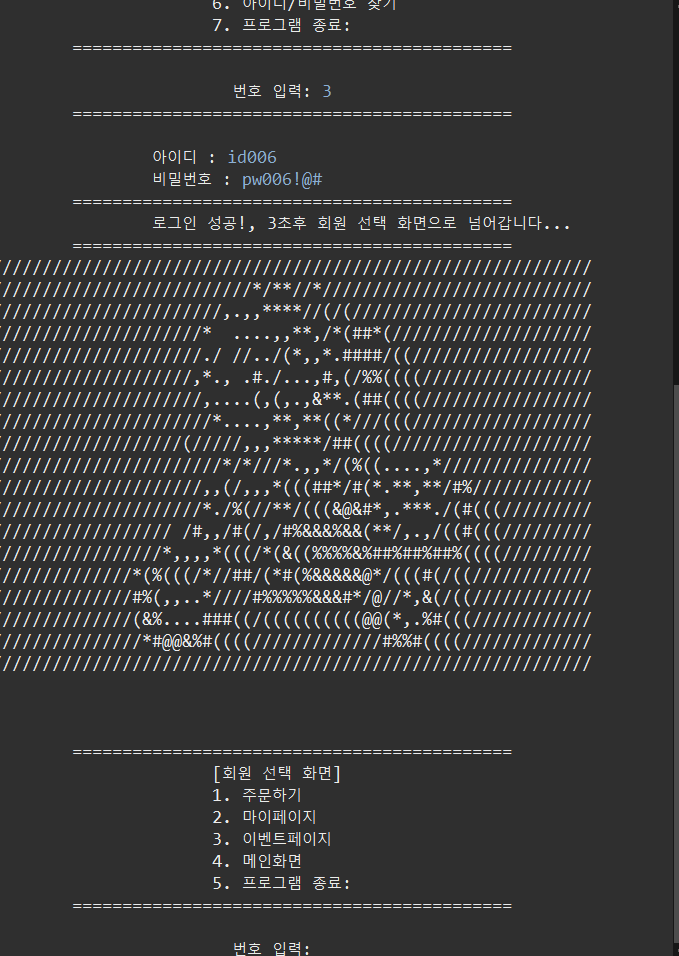 6. 아이디/비밀번호 찾기
7. 프로그램 종료:
============================================
번호 입력: 3
============================================
아이디 : id006
비밀번호 : pw006!@#
============================================
로그인 성공!, 3초후 회원 선택 화면으로 넘어갑니다...
============================================
============================================
[회원 선택 화면]
1. 주문하기
2. 마이페이지
3. 이벤트페이지
4. 메인화면
5. 프로그램 종료:
============================================
번호 입력: